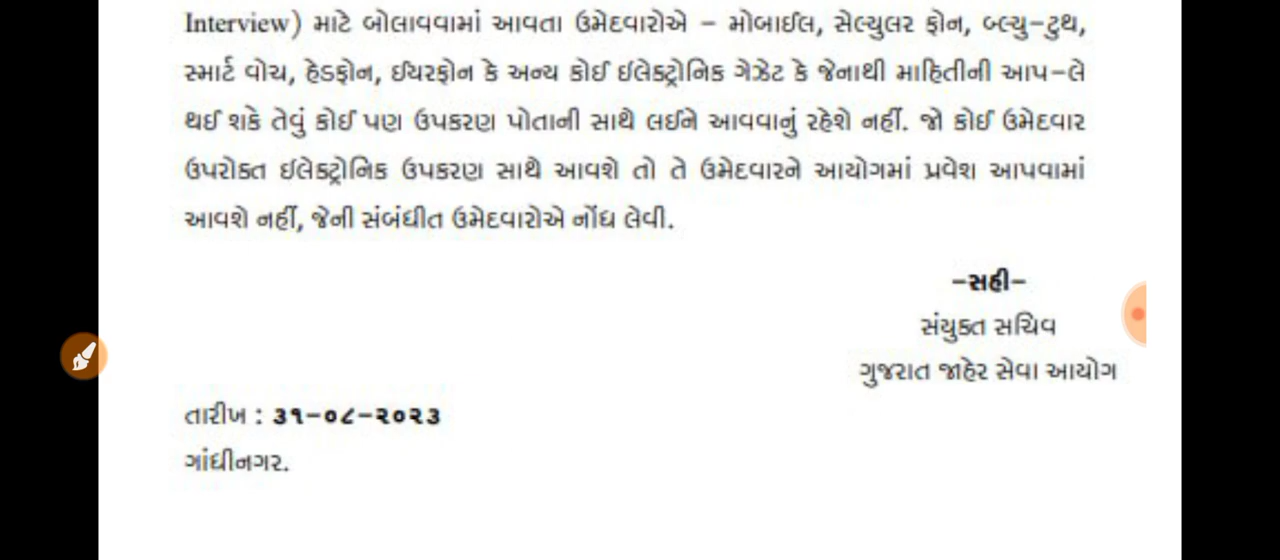 Interview) માટે બોલાવવામાં આવતા ઉમેદવારોએ – મોબાઈલ, સેલ્યુલર ફોન, બ્લ્યુ-ટુથ,
સ્માર્ટ વોચ, હેડફોન, ઈયરફોન કે અન્ય કોઈ ઈલેક્ટ્રોનિક ગેઝેટ કે જેનાથી માહિતીની આપ-લે
થઈ શકે તેવું કોઈ પણ ઉપકરણ પોતાની સાથે લઈને આવવાનું રહેશે નહીં. જો કોઈ ઉમેદવાર
ઉપરોક્ત ઈલેક્ટ્રોનિક ઉપકરણ સાથે આવશે તો તે ઉમેદવારને આયોગમાં પ્રવેશ આપવામાં
આવશે નહીં, જેની સંબંધીત ઉમેદવારોએ નોંધ લેવી.
-સહી-
સંયુક્ત સચિવ
ગુજરાત જાહેર સેવા આયોગ
તારીખ : ૩૧-૦૮-૨૦૨૩
ગાંધીનગર.